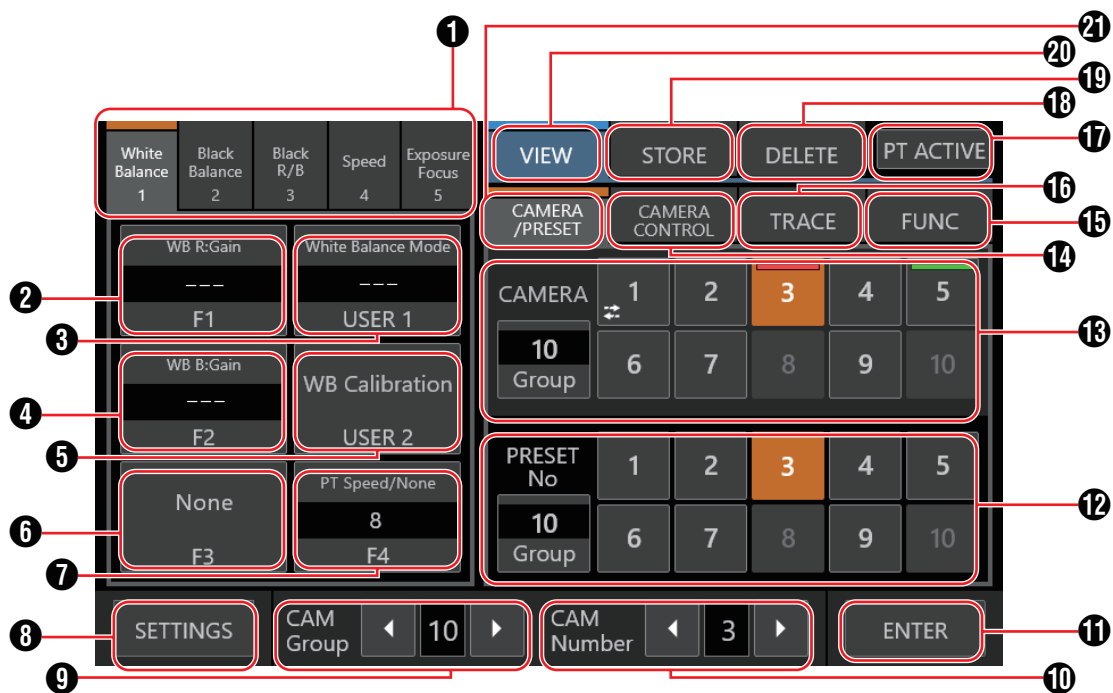 1
21
20
19
18
17
White Balance 1
Black Balance 2
Black R/B 3
Speed 4
Exposure Focus 5
VIEW
STORE
DELETE
PT ACTIVE
16
CAMERA /PRESET
CAMERA CONTROL
TRACE
FUNC
15
14
WB R:Gain
---
F1
2
White Balance Mode
---
USER 1
3
CAMERA
10
Group
1 2 3 4 5
6 7 8 9 10
13
WB B:Gain
---
F2
4
WB Calibration
USER 2
5
PRESET No
10
Group
1 2 3 4 5
6 7 8 9 10
12
None
F3
6
PT Speed/None
8
F4
7
8
SETTINGS
CAM Group
10
CAM Number
3
ENTER
11
9
10